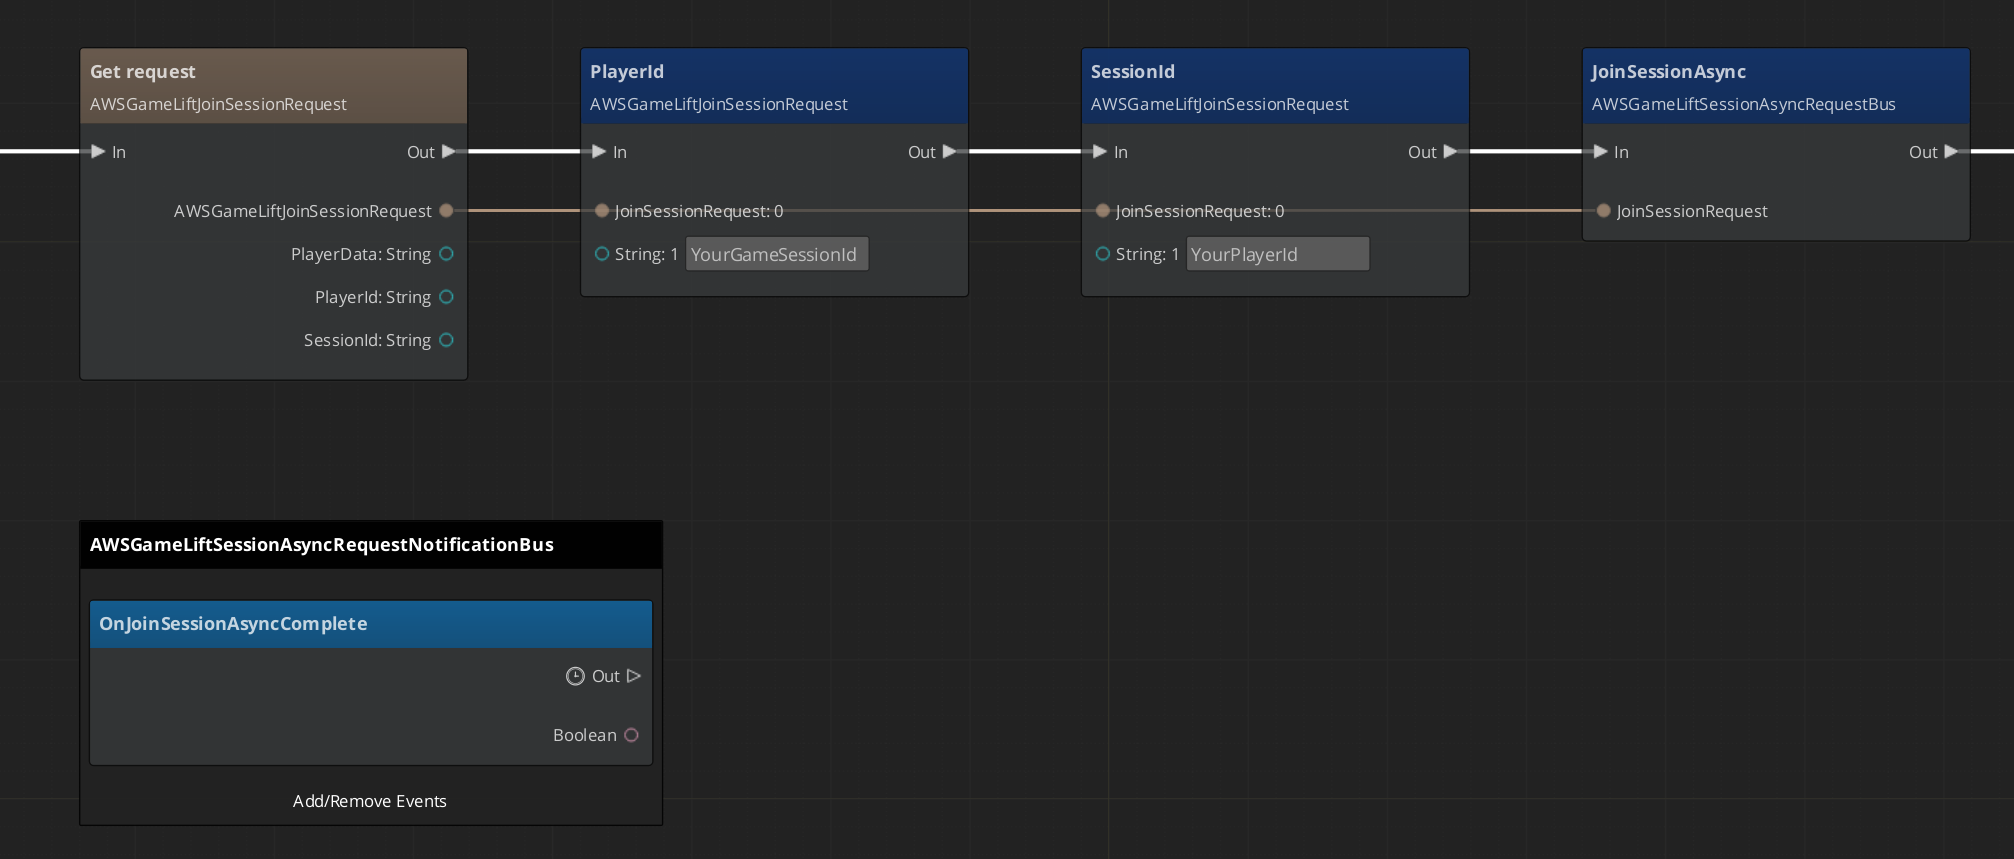 Get request
AWSGameLiftJoinSessionRequest
In
Out
AWSGameLiftJoinSessionRequest
PlayerData: String
PlayerId: String
SessionId: String
PlayerId
AWSGameLiftJoinSessionRequest
In
Out
JoinSessionRequest: 0
String: 1 YourGameSessionId
SessionId
AWSGameLiftJoinSessionRequest
In
Out
JoinSessionRequest: 0
String: 1 YourPlayerId
JoinSessionAsync
AWSGameLiftSessionAsyncRequestBus
In
Out
JoinSessionRequest
AWSGameLiftSessionAsyncRequestNotificationBus
OnJoinSessionAsyncComplete
Out
Boolean
Add/Remove Events